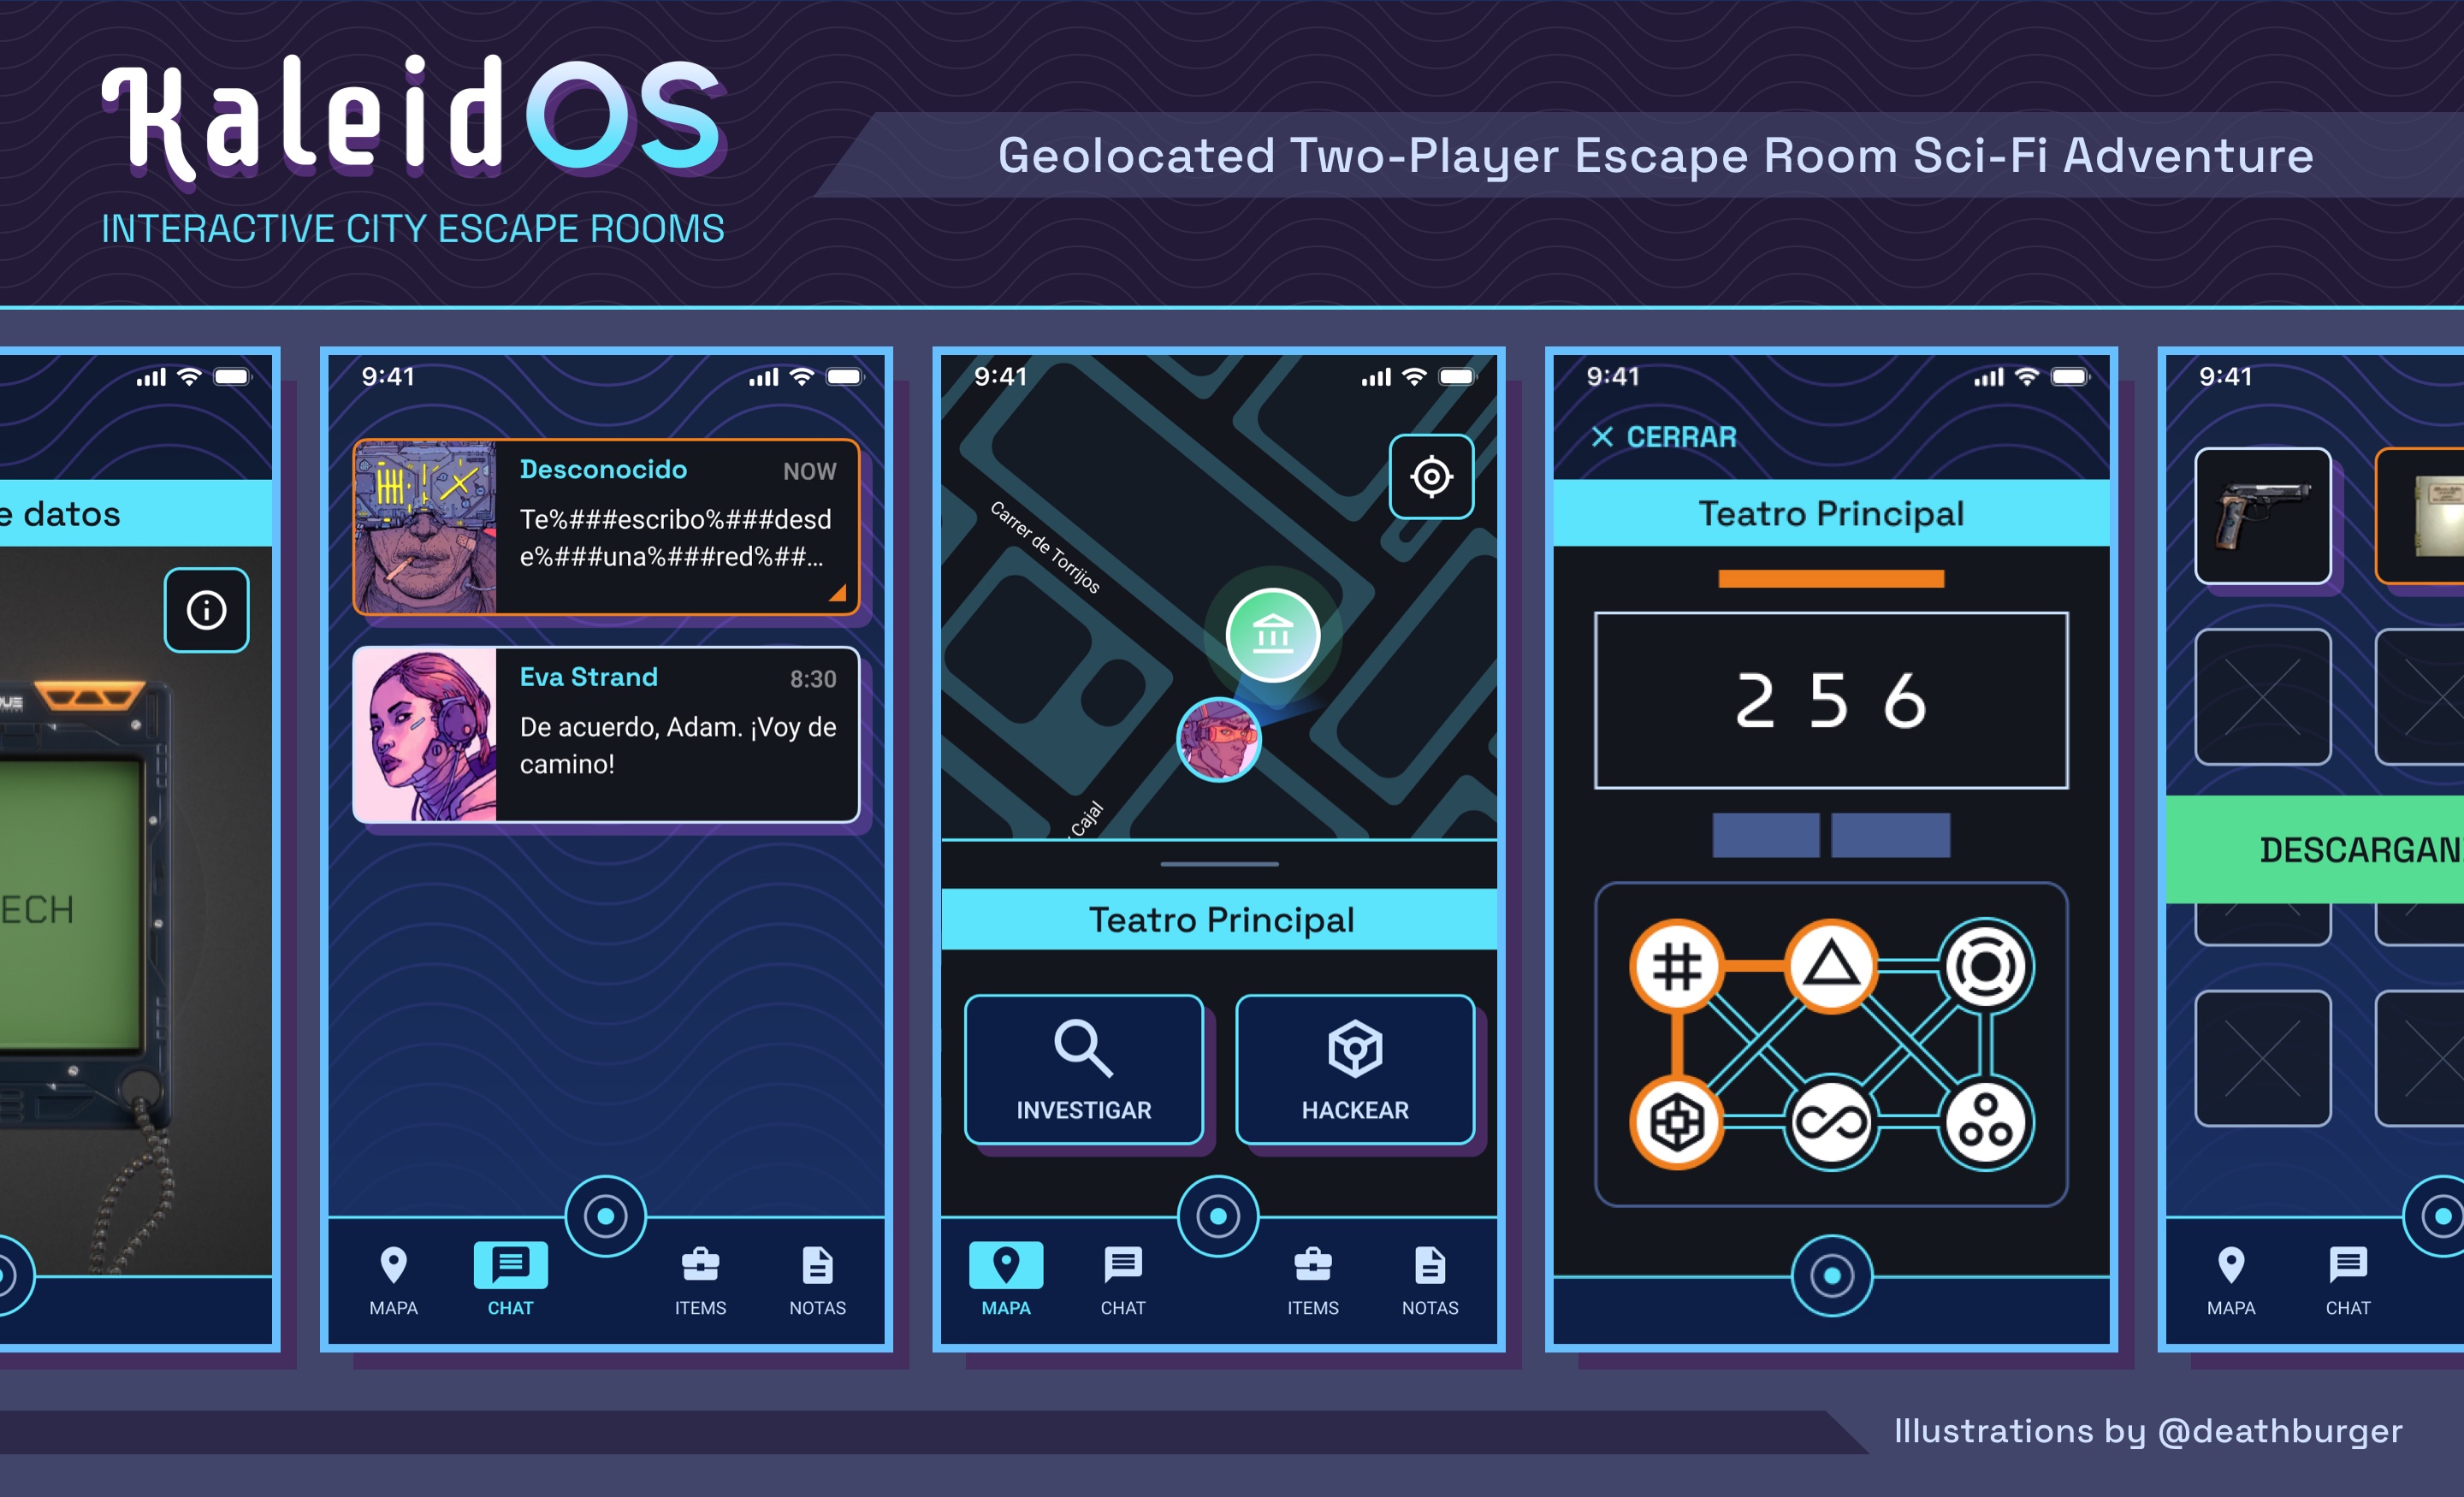 KaleidOS
INTERACTIVE CITY ESCAPE ROOMS
Geolocated Two-Player Escape Room Sci-Fi Adventure
e datos
ECH
9:41
Desconocido
NOW
Te%###escribo%###desd
e%###una%###red%##...
Eva Strand
8:30
De acuerdo, Adam. ¡Voy de
camino!
MAPA
CHAT
ITEMS
NOTAS
9:41
Carrer de Torrijos
Cajal
Teatro Principal
INVESTIGAR
HACKEAR
MAPA
CHAT
ITEMS
NOTAS
9:41
CERRAR
Teatro Principal
2 5 6
9:41
DESCARGAN
MAPA
CHAT
Illustrations by @deathburger